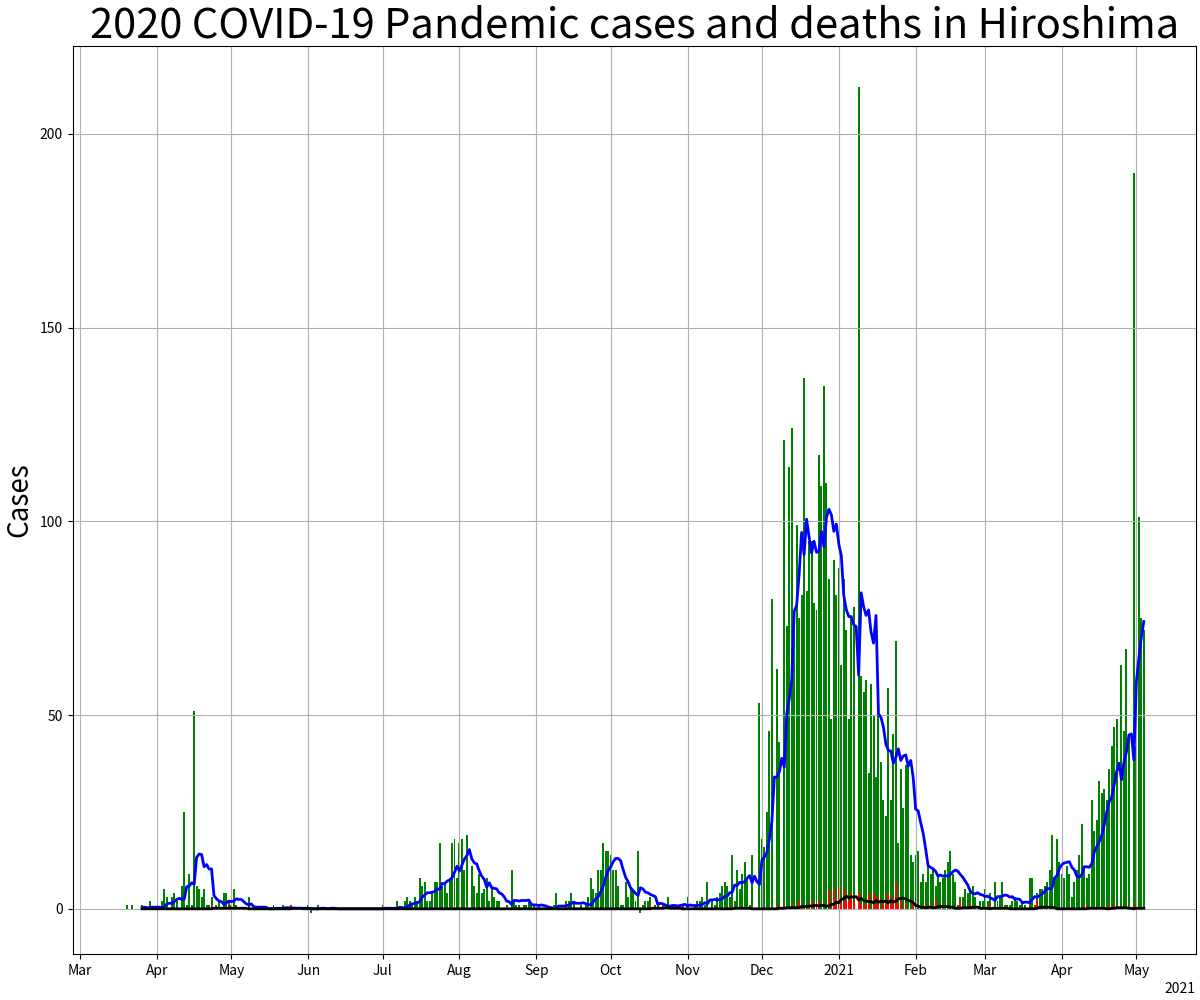 2020 COVID-19 Pandemic cases and deaths in Hiroshima
Cases
200
150
100
50
0
Mar Apr May Jun Jul Aug Sep Oct Nov Dec 2021 Feb Mar Apr May
2021